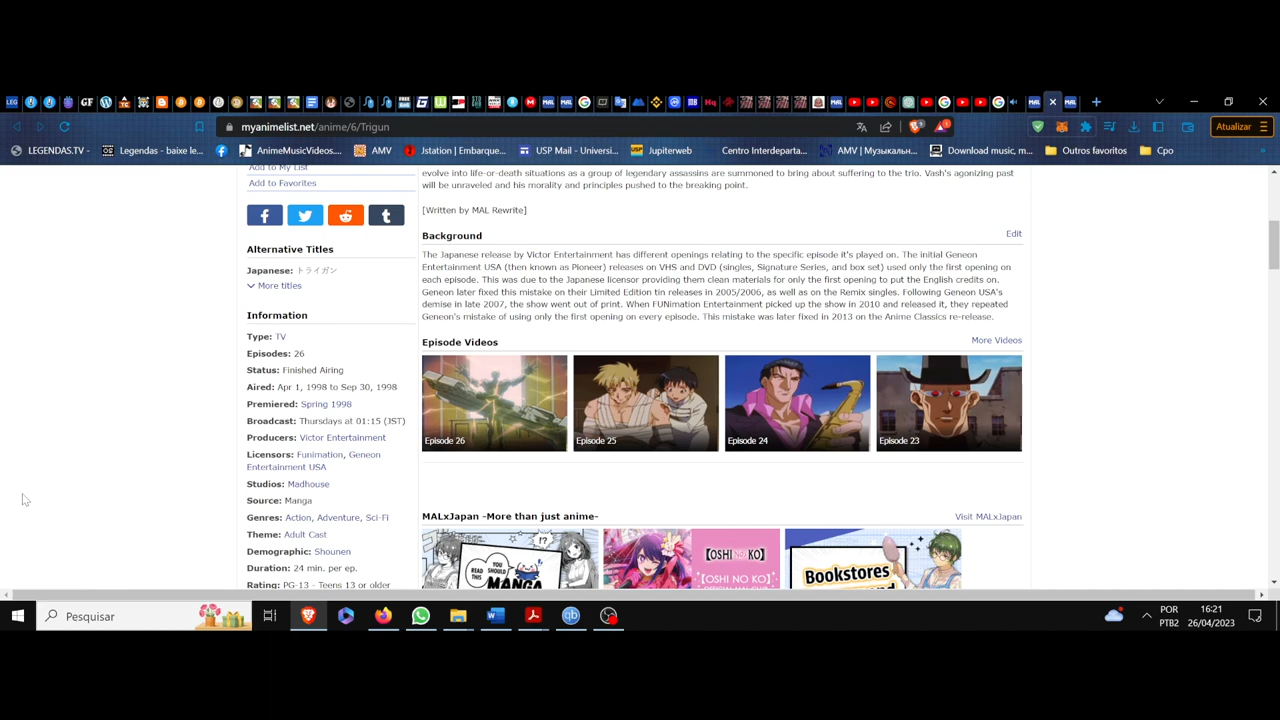 myanimelist.net/anime/6/Trigun
Atualizar
LEGENDAS.TV -
Legendas - baixe le...
AnimeMusicVideos....
AMV
Jstation | Embarque...
USP Mail - Universi...
Jupiterweb
Centro Interdeparta...
AMV | Музыкальн...
Download music, m...
Outros favoritos
Cpo
Add to My List
Add to Favorites
Alternative Titles
Japanese: トライガン
More titles
Information
Type: TV
Episodes: 26
Status: Finished Airing
Aired: Apr 1, 1998 to Sep 30, 1998
Premiered: Spring 1998
Broadcast: Thursdays at 01:15 (JST)
Producers: Victor Entertainment
Licensors: Funimation, Geneon
Entertainment USA
Studios: Madhouse
Source: Manga
Genres: Action, Adventure, Sci-Fi
Theme: Adult Cast
Demographic: Shounen
Duration: 24 min. per ep.
Rating: PG-13 - Teens 13 or older
evolve into life-or-death situations as a group of legendary assassins are summoned to bring about suffering to the trio. Vash's agonizing past
will be unraveled and his morality and principles pushed to the breaking point.
[Written by MAL Rewrite]
Background
Edit
The Japanese release by Victor Entertainment has different openings relating to the specific episode it's played on. The initial Geneon
Entertainment USA (then known as Pioneer) releases on VHS and DVD (singles, Signature Series, and box set) used only the first opening on
each episode. This was due to the Japanese licensor providing them clean materials for only the first opening to put the English credits on.
Geneon later fixed this mistake on their Limited Edition tin releases in 2005/2006, as well as on the Remix singles. Following Geneon USA's
demise in late 2007, the show went out of print. When FUNimation Entertainment picked up the show in 2010 and released it, they repeated
Geneon's mistake of using only the first opening on every episode. This mistake was later fixed in 2013 on the Anime Classics re-release.
Episode Videos
More Videos
Episode 26
Episode 25
Episode 24
Episode 23
MALxJapan -More than just anime-
Visit MALxJapan
!?
YOU SHOULD
READ THIS
MANGA
【OSHI NO KO】
Bookstores
Pesquisar
POR
PTB2
16:21
26/04/2023